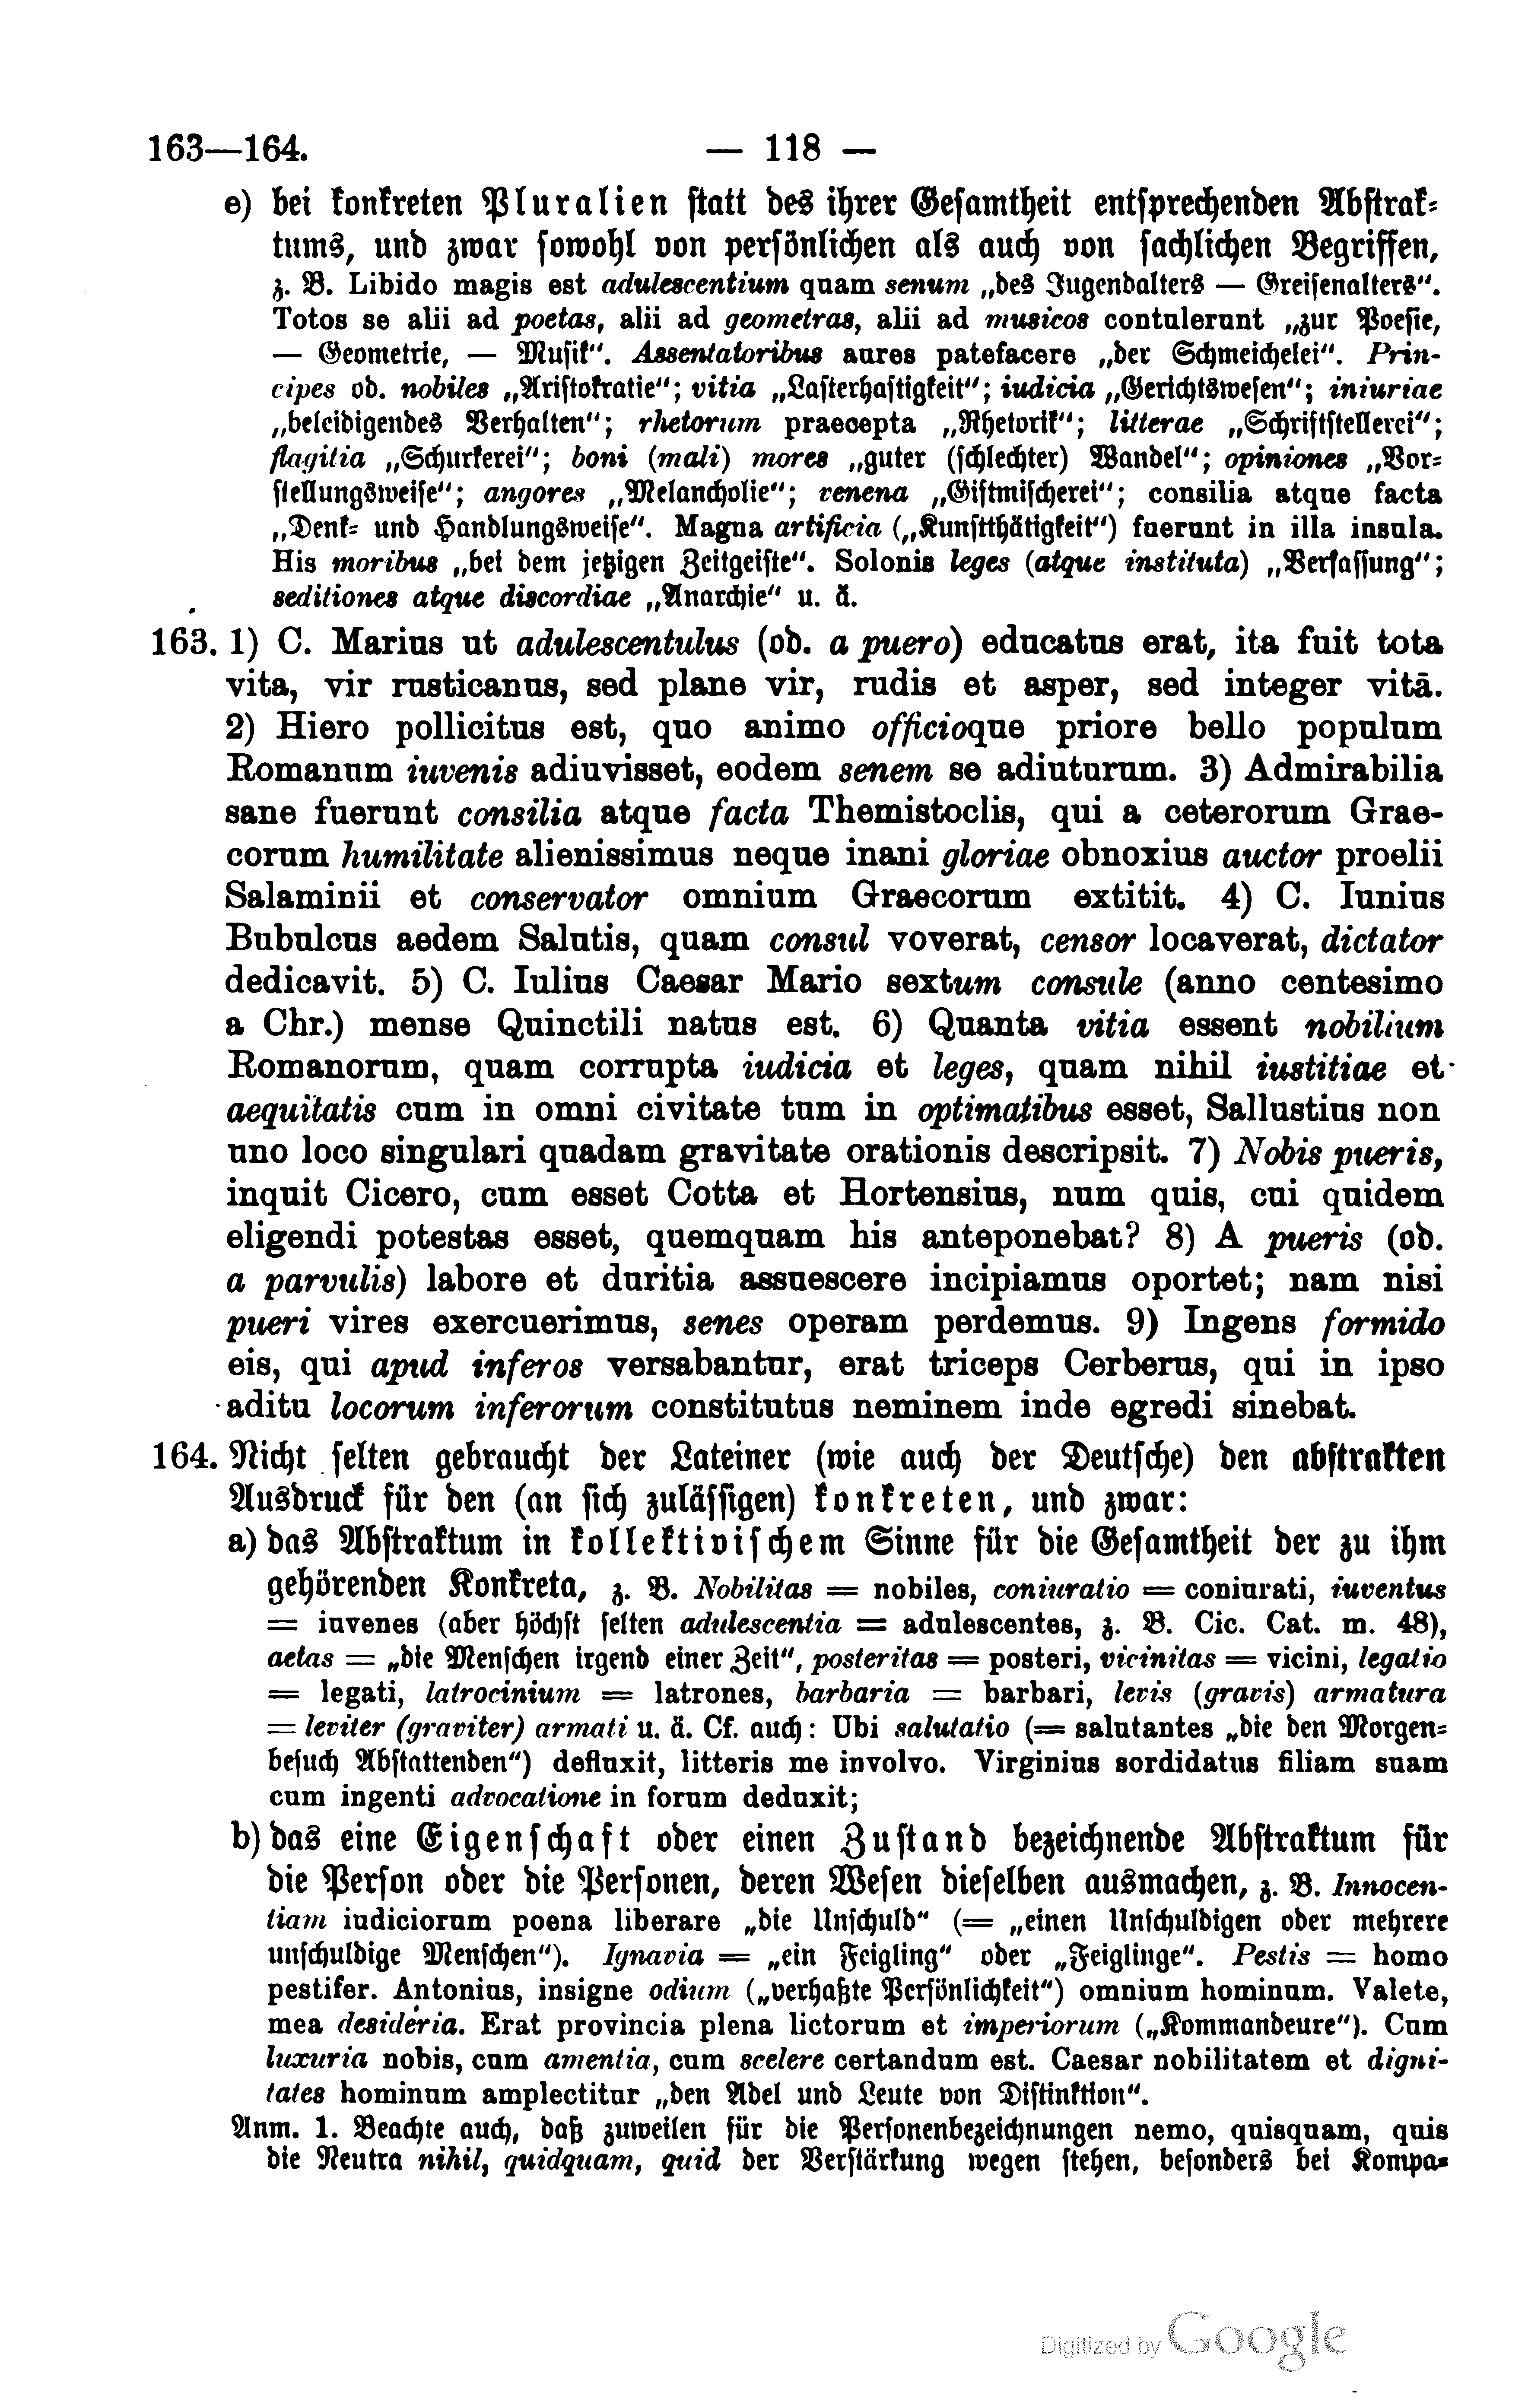 163—164. — 118 —
e) bei konkreten Pluralien statt des ihrer Gesamtheit entsprechenden Abstrak-
tums, und zwar sowohl von persönlichen als auch von sachlichen Begriffen,
z. B. Libido magis est adulescentium quam senum „des Jugendalters — Greisenalters“.
Totos se alii ad poetas, alii ad geometras, alii ad musicos contulerunt „zur Poesie,
— Geometrie, — Musik“. Assentatoribus aures patefacere „der Schmeichelei“. Prin-
cipes od. nobiles „Aristokratie“; vitia „Lasterhaftigkeit“; iudicia „Gerichtswesen“; iniuriae
„beleidigendes Verhalten“; rhetorum praecepta „Rhetorik“; litterae „Schriftstellerei“;
flagitia „Schurkerei“; boni (mali) mores „guter (schlechter) Wandel“; opiniones „Vor-
stellungsweise“; angores „Melancholie“; venena „Giftmischerei“; consilia atque facta
„Denk- und Handlungsweise“. Magna artificia („Kunstthätigkeit“) fuerunt in illa insula.
His moribus „bei dem jetzigen Zeitgeiste“. Solonis leges (atque instituta) „Verfassung“;
seditiones atque discordiae „Anarchie“ u. ä.
163. 1) C. Marius ut adulescentulus (od. a puero) educatus erat, ita fuit tota
vita, vir rusticanus, sed plane vir, rudis et asper, sed integer vitā.
2) Hiero pollicitus est, quo animo officioque priore bello populum
Romanum iuvenis adiuvisset, eodem senem se adiuturum. 3) Admirabilia
sane fuerunt consilia atque facta Themistoclis, qui a ceterorum Grae-
corum humilitate alienissimus neque inani gloriae obnoxius auctor proelii
Salaminii et conservator omnium Graecorum extitit. 4) C. Iunius
Bubulcus aedem Salutis, quam consul voverat, censor locaverat, dictator
dedicavit. 5) C. Iulius Caesar Mario sextum consule (anno centesimo
a Chr.) mense Quinctili natus est. 6) Quanta vitia essent nobilium
Romanorum, quam corrupta iudicia et leges, quam nihil iustitiae et
aequitatis cum in omni civitate tum in optimatibus esset, Sallustius non
uno loco singulari quadam gravitate orationis descripsit. 7) Nobis pueris,
inquit Cicero, cum esset Cotta et Hortensius, num quis, cui quidem
eligendi potestas esset, quemquam his anteponebat? 8) A pueris (od.
a parvulis) labore et duritia assuescere incipiamus oportet; nam nisi
pueri vires exercuerimus, senes operam perdemus. 9) Ingens formido
eis, qui apud inferos versabantur, erat triceps Cerberus, qui in ipso
aditu locorum inferorum constitutus neminem inde egredi sinebat.
164. Nicht selten gebraucht der Lateiner (wie auch der Deutsche) den abstrakten
Ausdruck für den (an sich zulässigen) konkreten, und zwar:
a) das Abstraktum in kollektivischem Sinne für die Gesamtheit der zu ihm
gehörenden Konkreta, z. B. Nobilitas = nobiles, coniuratio = coniurati, iuventus
= iuvenes (aber höchst selten adulescentia = adulescentes, z. B. Cic. Cat. m. 48),
aetas = „die Menschen irgend einer Zeit“, posteritas = posteri, vicinitas = vicini, legatio
= legati, latrocinium = latrones, barbaria = barbari, levis (gravis) armatura
= leviter (graviter) armati u. ä. Cf. auch: Ubi salutatio (= salutantes „die den Morgen-
besuch Abstattenden“) defluxit, litteris me involvo. Virginius sordidatus filiam suam
cum ingenti advocatione in forum deduxit;
b) das eine Eigenschaft oder einen Zustand bezeichnende Abstraktum für
die Person oder die Personen, deren Wesen dieselben ausmachen, z. B. Innocen-
tiam iudiciorum poena liberare „die Unschuld“ (= „einen Unschuldigen oder mehrere
unschuldige Menschen“). Ignavia = „ein Feigling“ oder „Feiglinge“. Pestis = homo
pestifer. Antonius, insigne odium („verhaßte Persönlichkeit“) omnium hominum. Valete,
mea desideria. Erat provincia plena lictorum et imperiorum („Kommandeure“). Cum
luxuria nobis, cum amentia, cum scelere certandum est. Caesar nobilitatem et digni-
tates hominum amplectitur „den Adel und Leute von Distinktion“.
Anm. 1. Beachte auch, daß zuweilen für die Personenbezeichnungen nemo, quisquam, quis
die Neutra nihil, quidquam, quid der Verstärkung wegen stehen, besonders bei Kompa-
Digitized by Google